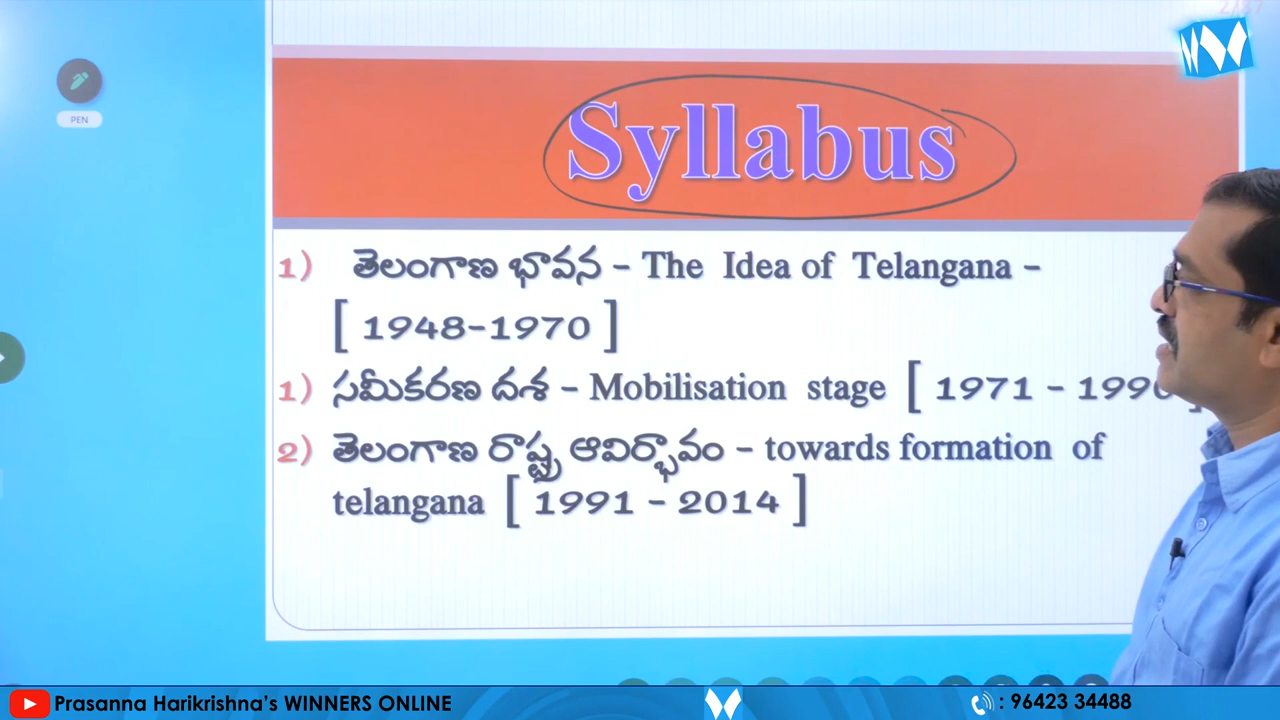 PEN
Syllabus
1) తెలంగాణ భావన – The Idea of Telangana –
[ 1948-1970 ]
1) సమీకరణ దశ – Mobilisation stage [ 1971 – 1990 ]
2) తెలంగాణ రాష్ట్ర ఆవిర్భావం – towards formation of
telangana [ 1991 – 2014 ]
Prasanna Harikrishna's WINNERS ONLINE
: 96423 34488